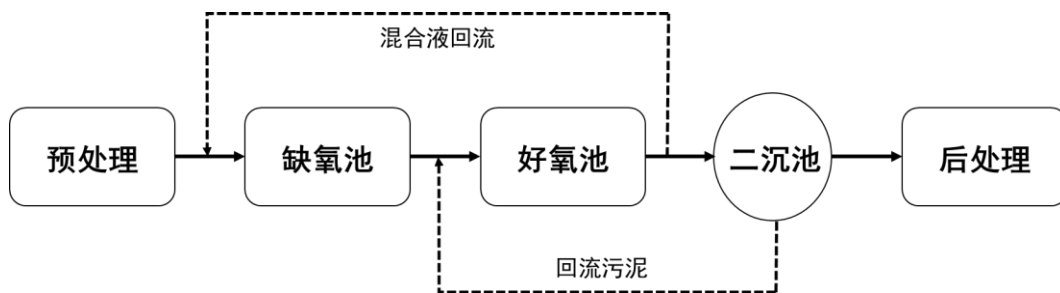 混合液回流
预处理
缺氧池
好氧池
二沉池
后处理
回流污泥